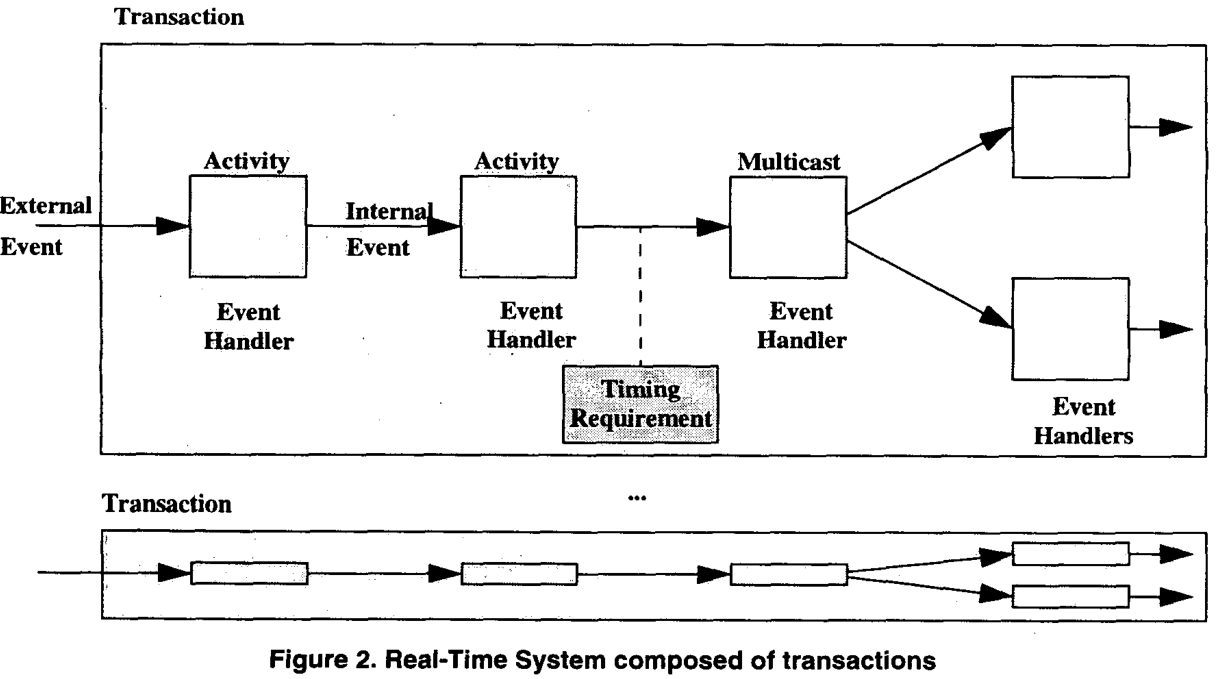 Transaction
Activity
Activity
Multicast
External
Event
Internal
Event
Event
Handler
Event
Handler
Event
Handler
Timing
Requirement
Event
Handlers
Transaction
...
Figure 2. Real-Time System composed of transactions